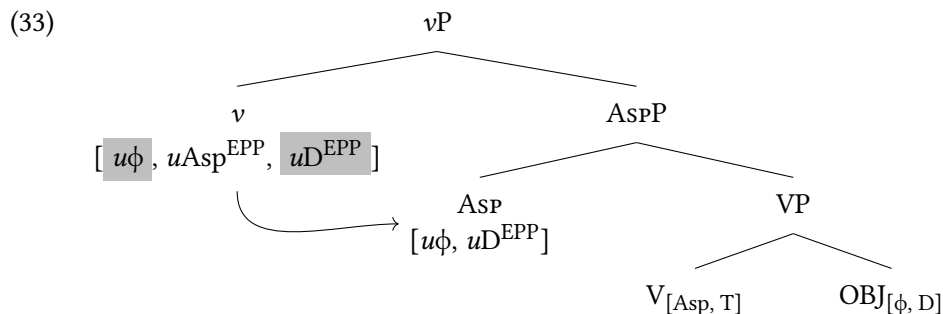 (33)
vP
v AspP
[ uϕ , uAsp^EPP, uD^EPP ]
Asp VP
[uϕ, uD^EPP]
V[Asp, T] OBJ[ϕ, D]